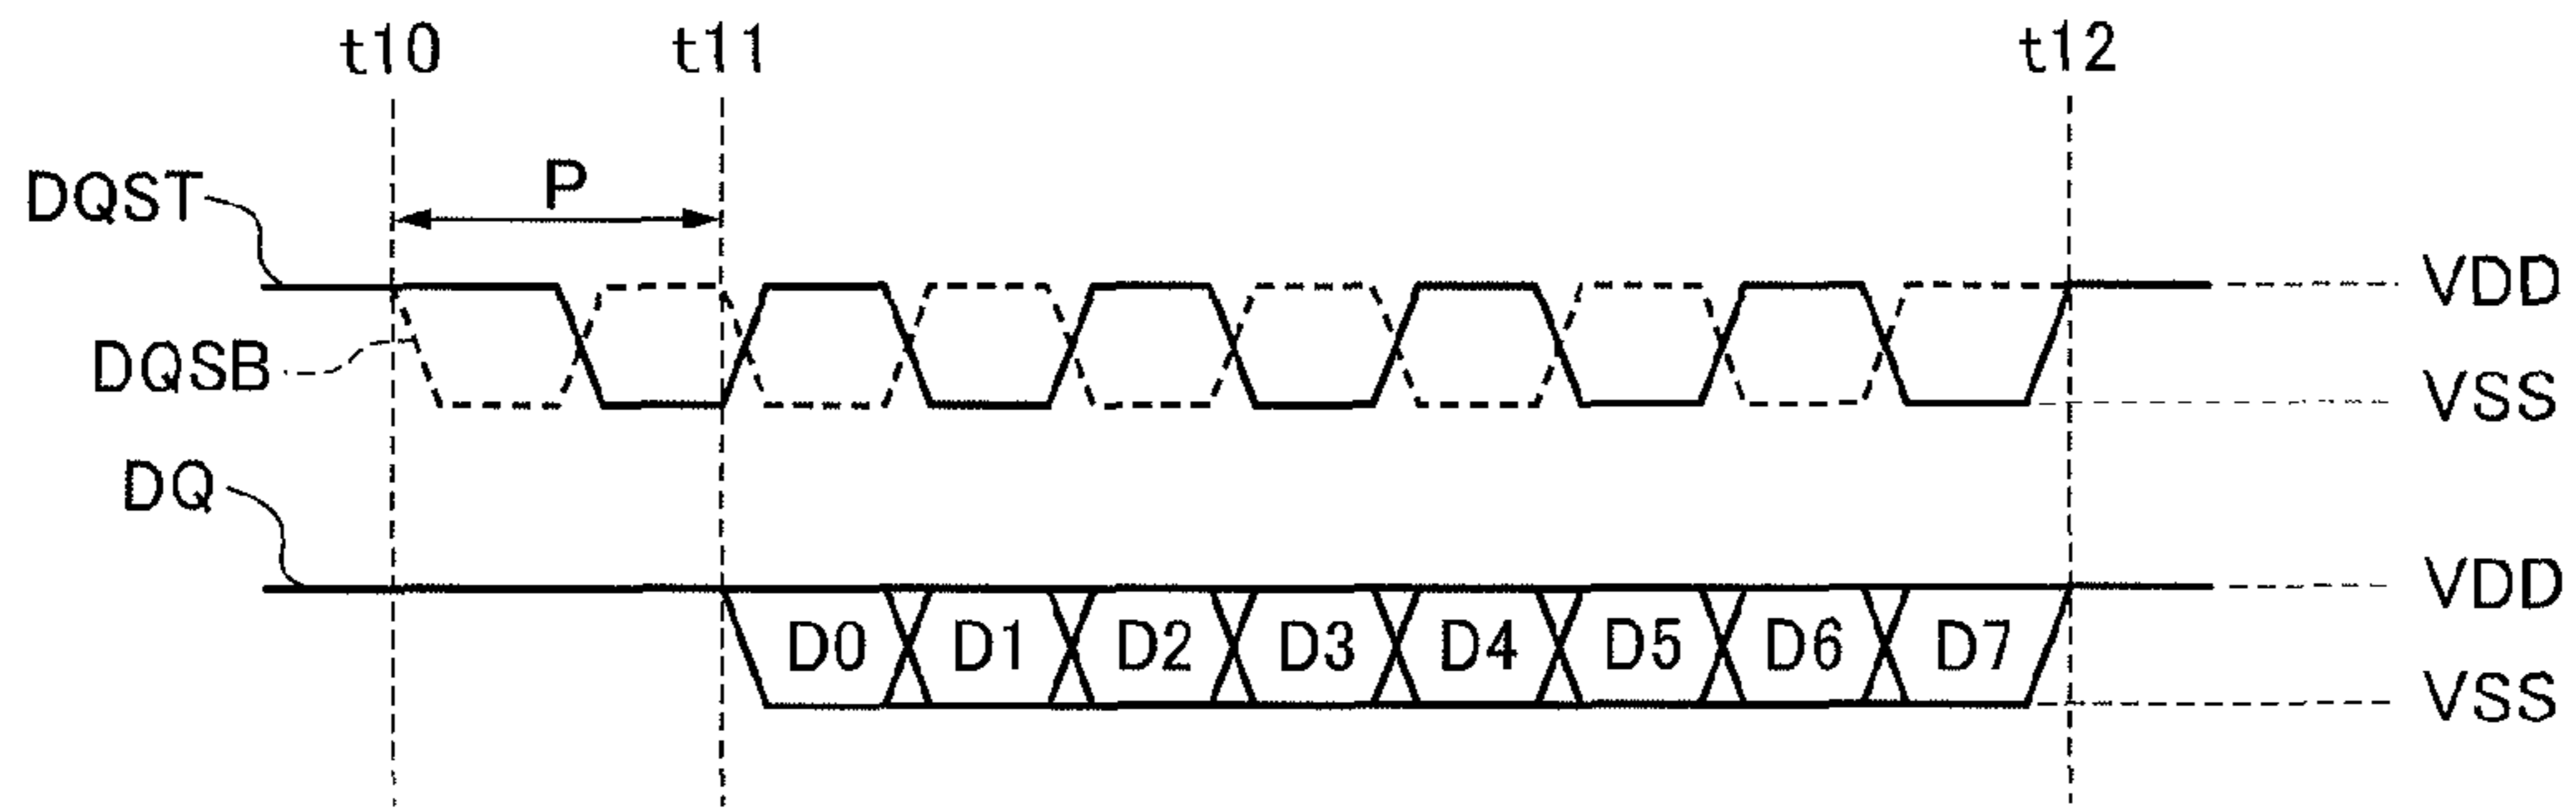 t10 t11 t12
P
DQST
VDD
DQSB
VSS
DQ
VDD
D0 D1 D2 D3 D4 D5 D6 D7
VSS